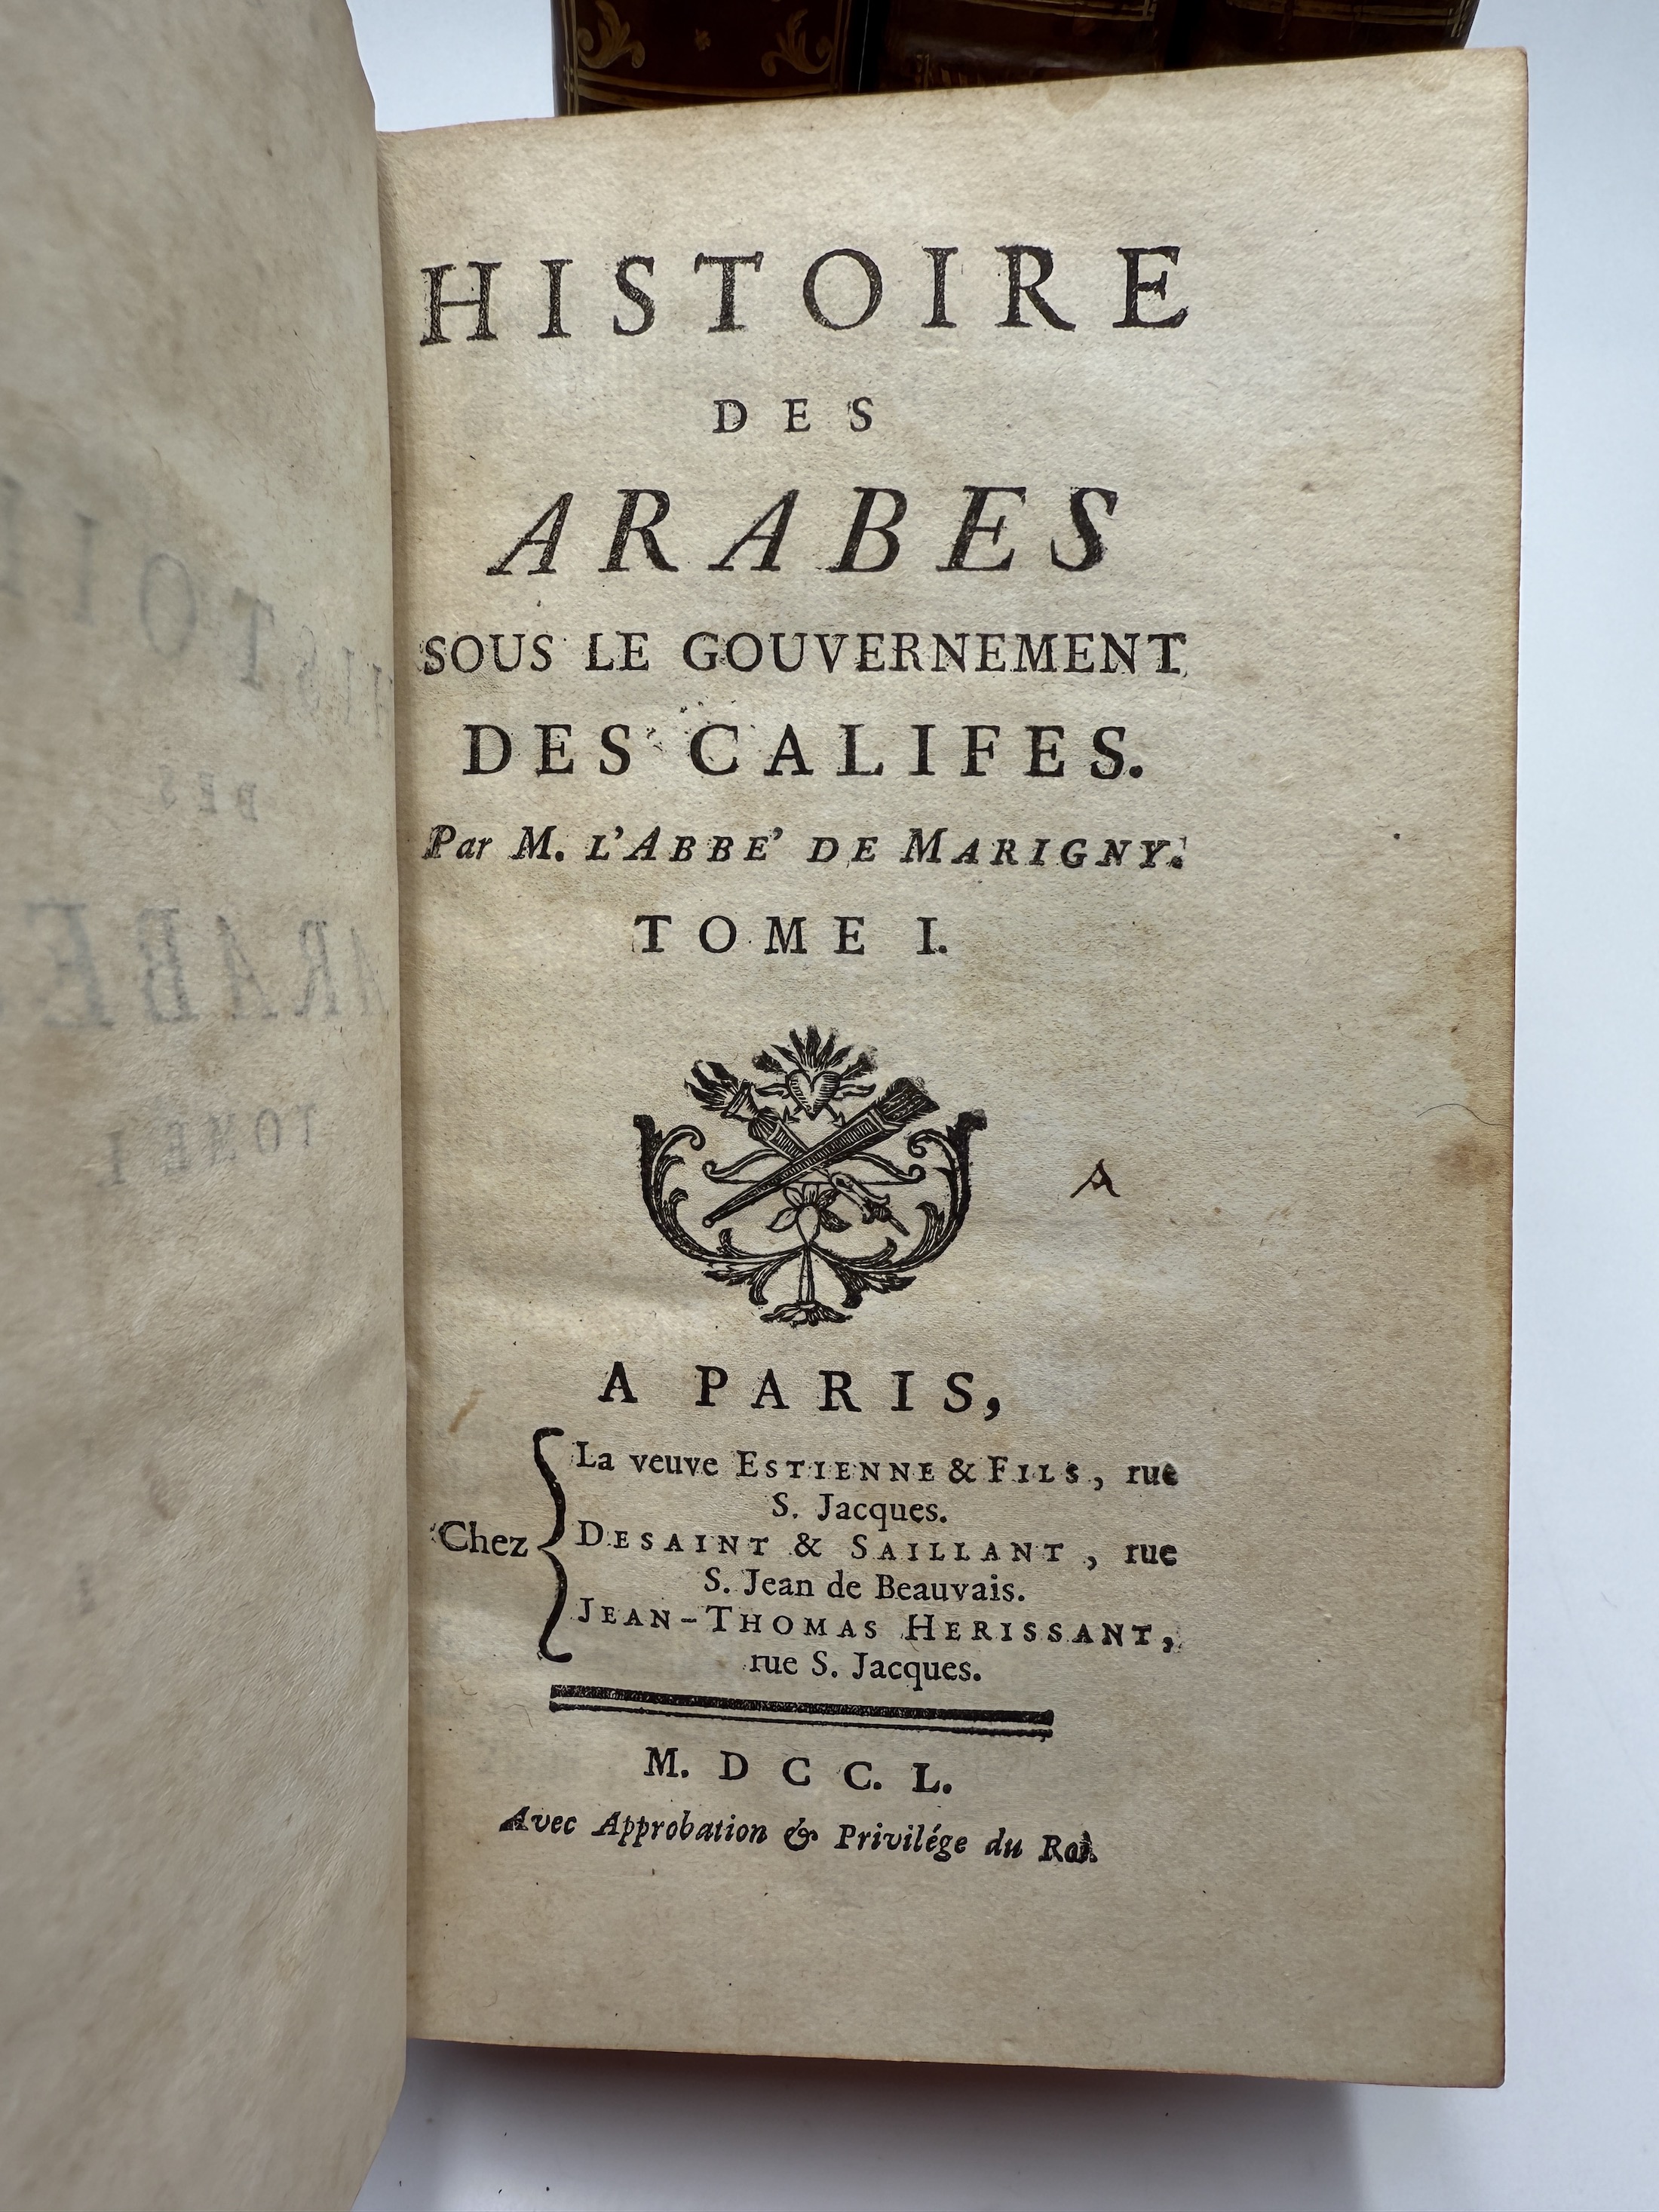 HISTOIRE
DES
ARABES
SOUS LE GOUVERNEMENT
DES CALIFES.
Par M. L'ABBE' DE MARIGNY.
TOME I.
A
A PARIS,
Chez
La veuve ESTIENNE & FILS, rue
S. Jacques.
DESAINT & SAILLANT, rue
S. Jean de Beauvais.
JEAN-THOMAS HERISSANT,
rue S. Jacques.
M. D C C. L.
Avec Approbation & Privilége du Roi.